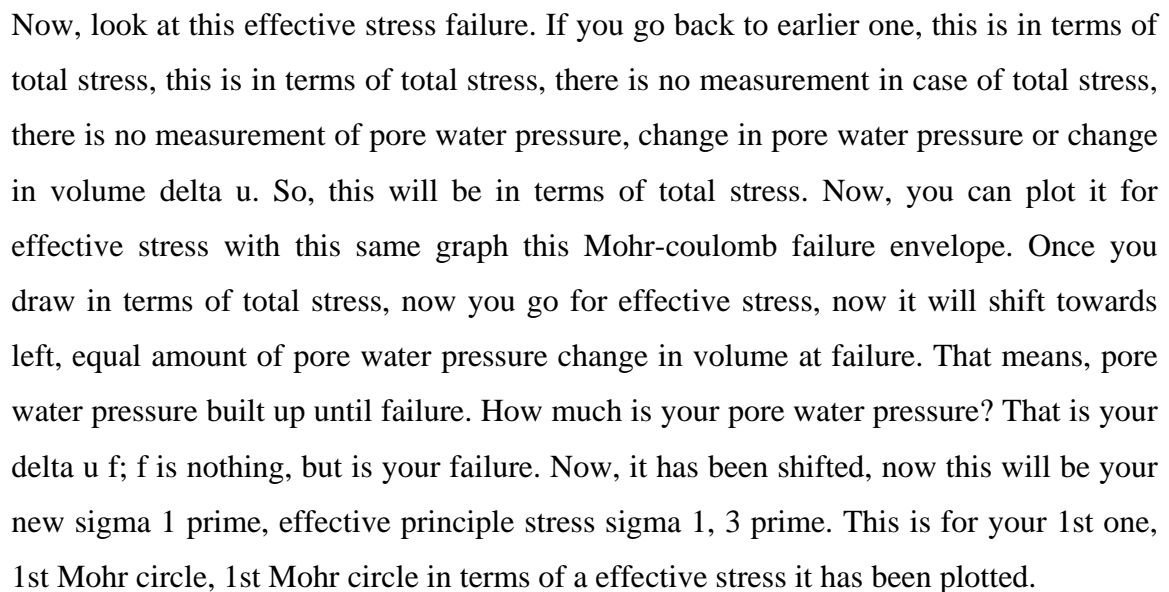 Now, look at this effective stress failure. If you go back to earlier one, this is in terms of
total stress, this is in terms of total stress, there is no measurement in case of total stress,
there is no measurement of pore water pressure, change in pore water pressure or change
in volume delta u. So, this will be in terms of total stress. Now, you can plot it for
effective stress with this same graph this Mohr-coulomb failure envelope. Once you
draw in terms of total stress, now you go for effective stress, now it will shift towards
left, equal amount of pore water pressure change in volume at failure. That means, pore
water pressure built up until failure. How much is your pore water pressure? That is your
delta u f; f is nothing, but is your failure. Now, it has been shifted, now this will be your
new sigma 1 prime, effective principle stress sigma 1, 3 prime. This is for your 1st one,
1st Mohr circle, 1st Mohr circle in terms of a effective stress it has been plotted.